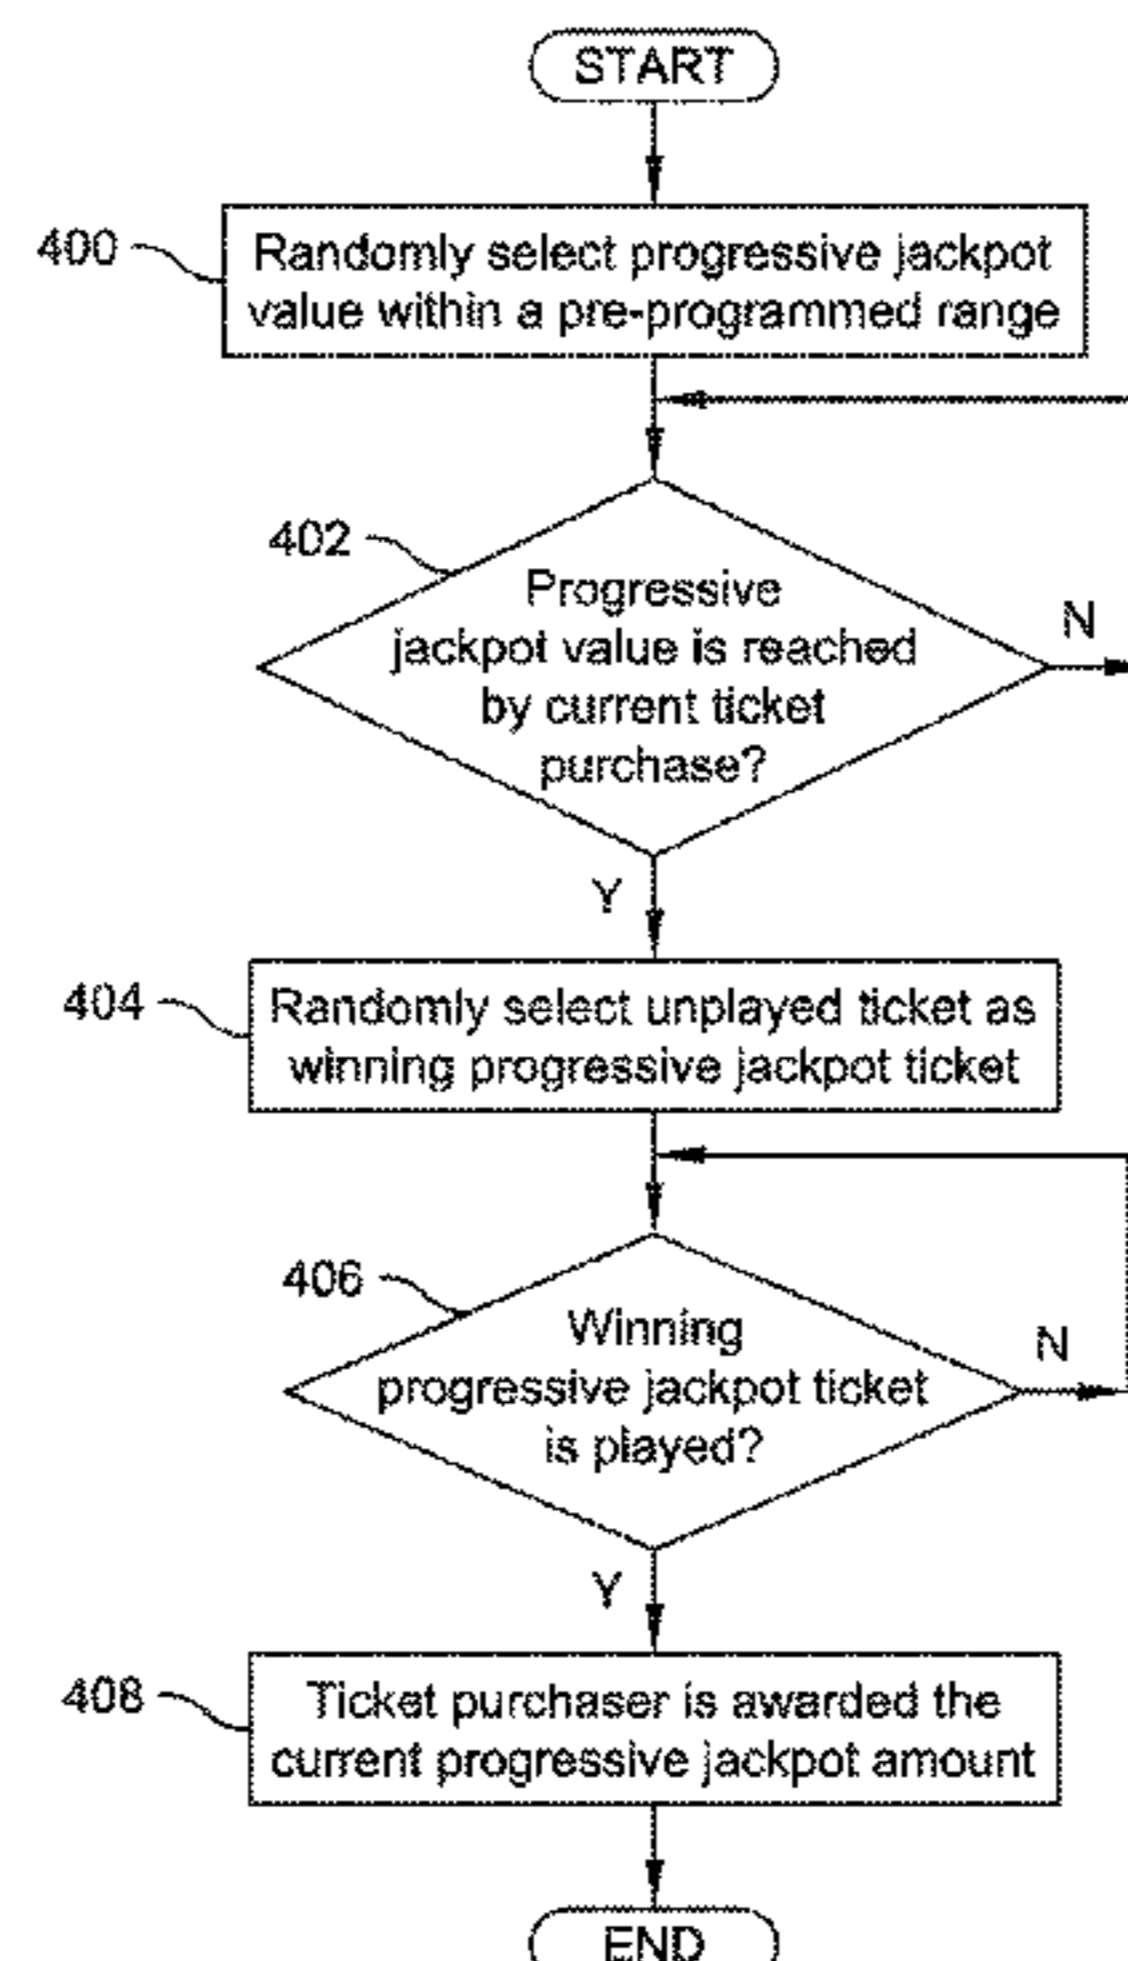 START
400
Randomly select progressive jackpot
value within a pre-programmed range
402
Progressive
jackpot value is reached
by current ticket
purchase?
N
Y
404
Randomly select unplayed ticket as
winning progressive jackpot ticket
406
Winning
progressive jackpot ticket
is played?
N
Y
408
Ticket purchaser is awarded the
current progressive jackpot amount
END